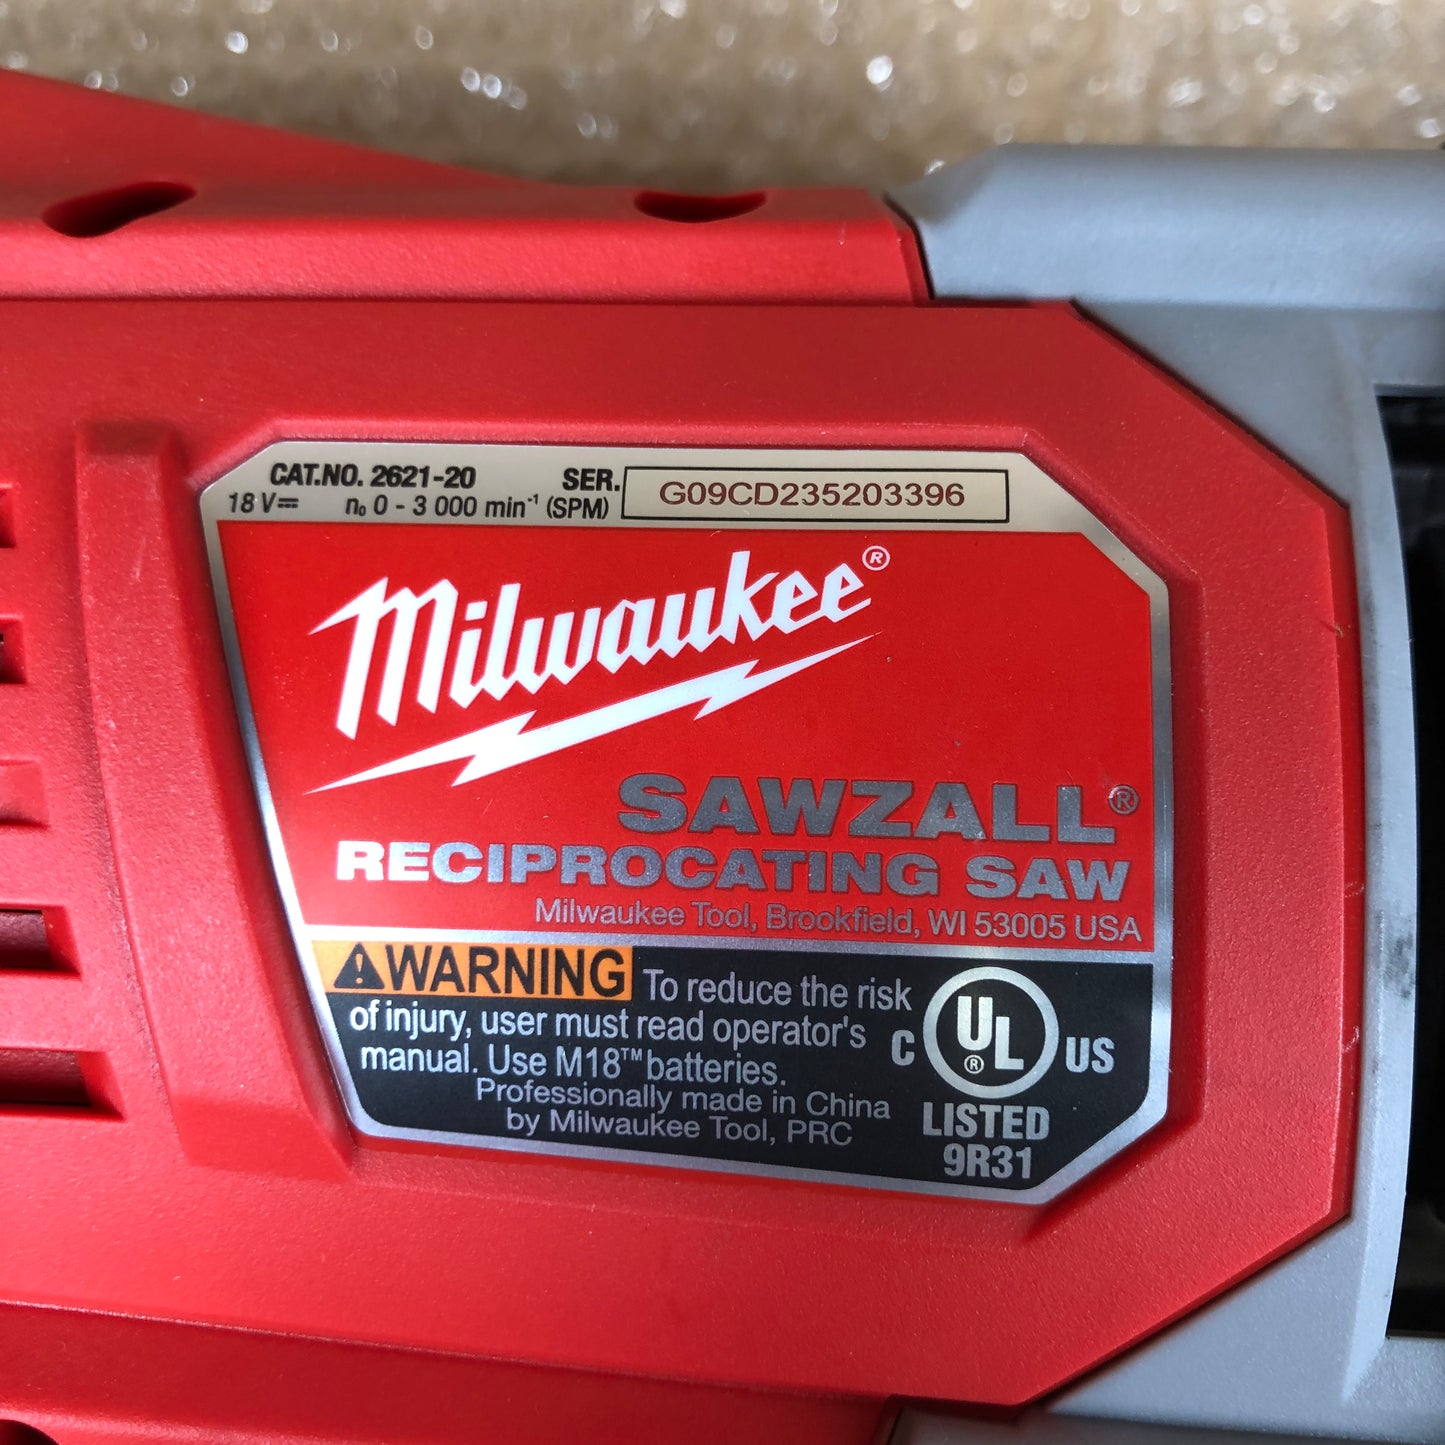 CAT.NO. 2621-20 SER. G09CD235203396
18 V⎓ n₀ 0 - 3 000 min⁻¹ (SPM)
Milwaukee®
SAWZALL®
RECIPROCATING SAW
Milwaukee Tool, Brookfield, WI 53005 USA
⚠WARNING To reduce the risk
of injury, user must read operator's
manual. Use M18™ batteries.
Professionally made in China
by Milwaukee Tool, PRC
C UL® US
LISTED
9R31